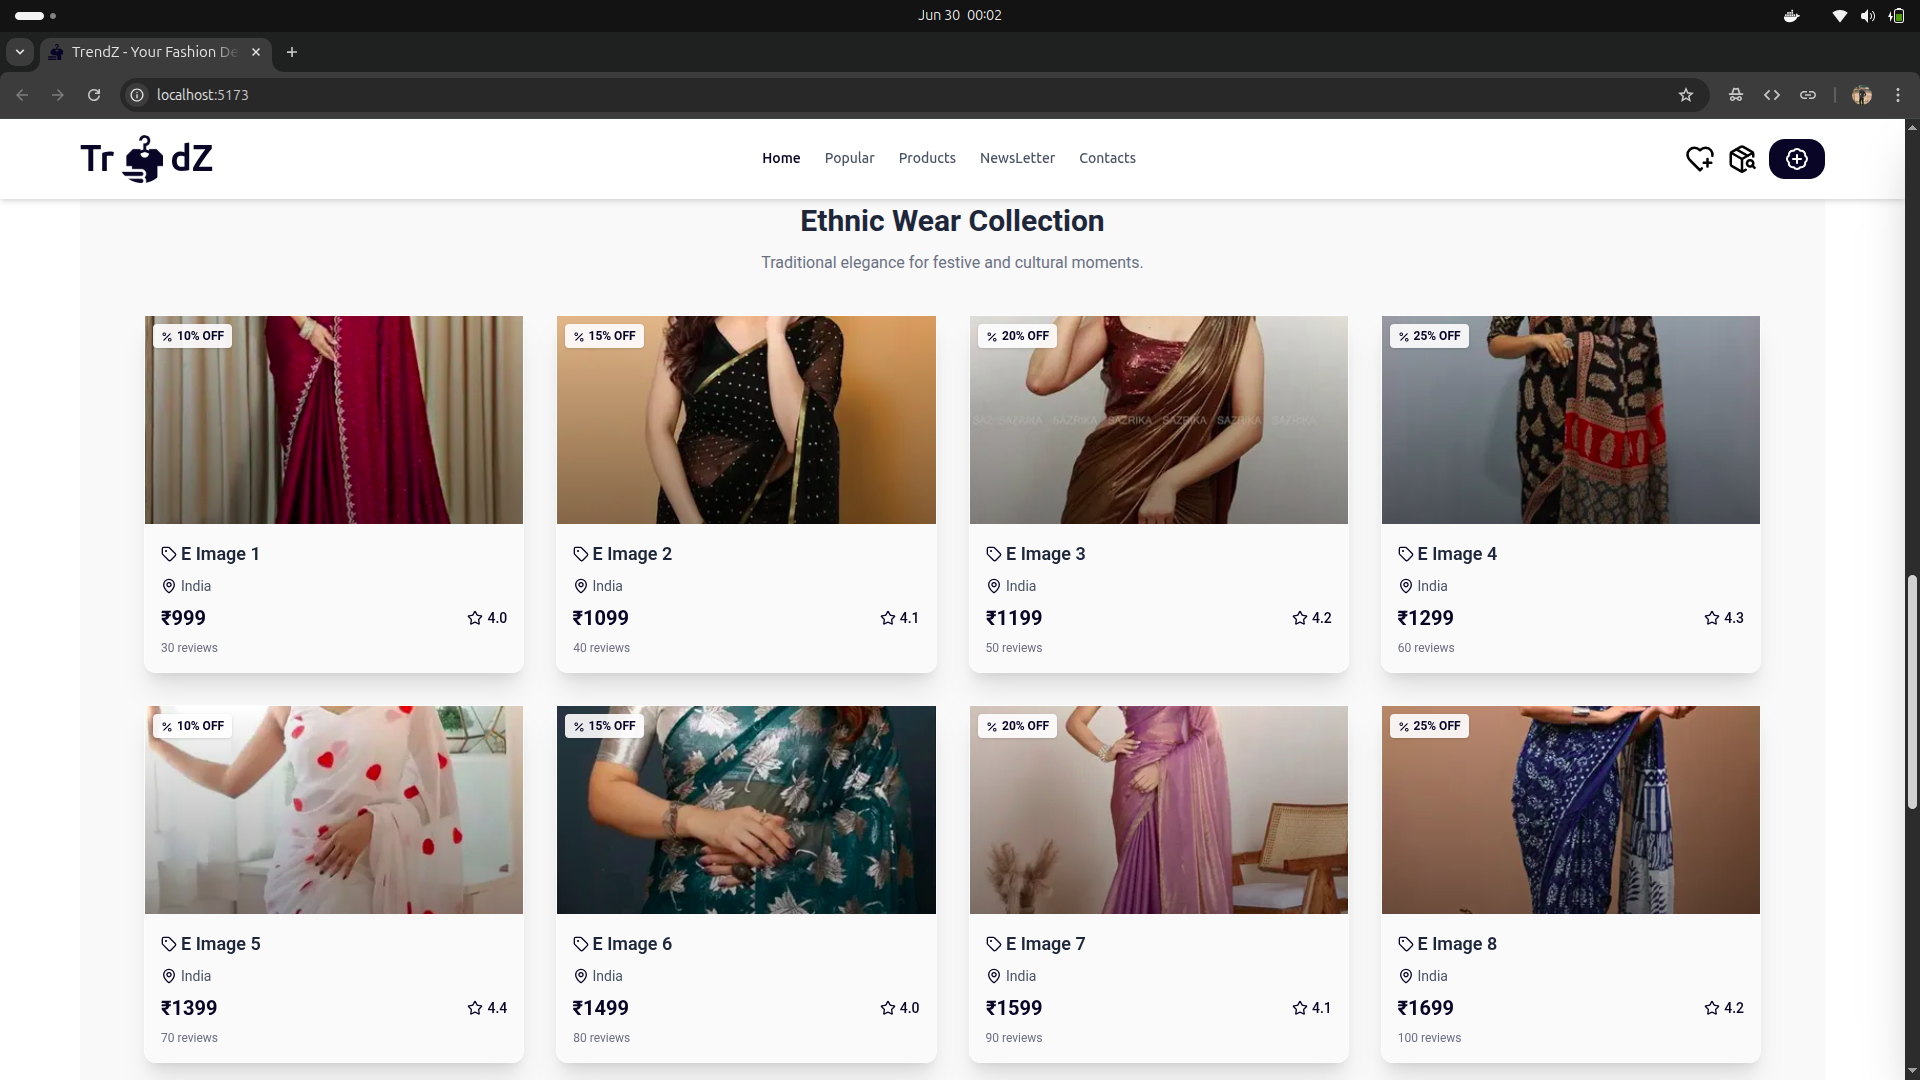 Jun 30 00:02
TrendZ - Your Fashion De
localhost:5173
Tr dZ
Home Popular Products NewsLetter Contacts
Ethnic Wear Collection
Traditional elegance for festive and cultural moments.
10% OFF 15% OFF 20% OFF 25% OFF
SAZRIKA SAZRIKA SAZRIKA SAZRIKA SAZRIKA
E Image 1 E Image 2 E Image 3 E Image 4
India India India India
₹999 4.0 ₹1099 4.1 ₹1199 4.2 ₹1299 4.3
30 reviews 40 reviews 50 reviews 60 reviews
10% OFF 15% OFF 20% OFF 25% OFF
E Image 5 E Image 6 E Image 7 E Image 8
India India India India
₹1399 4.4 ₹1499 4.0 ₹1599 4.1 ₹1699 4.2
70 reviews 80 reviews 90 reviews 100 reviews